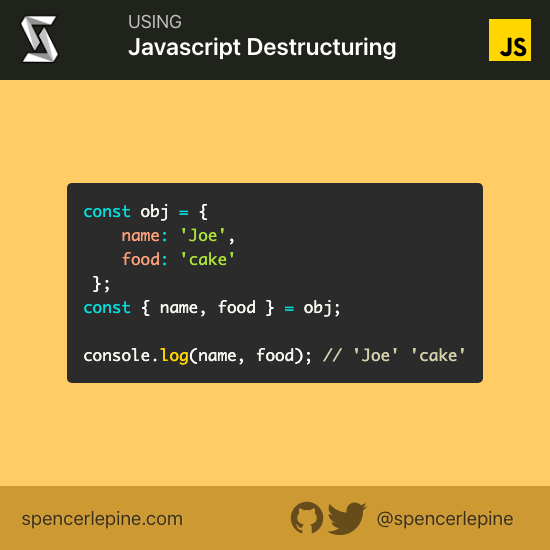 USING
Javascript Destructuring
JS
const obj = {
    name: 'Joe',
    food: 'cake'
 };
const { name, food } = obj;

console.log(name, food); // 'Joe' 'cake'
spencerlepine.com
@spencerlepine